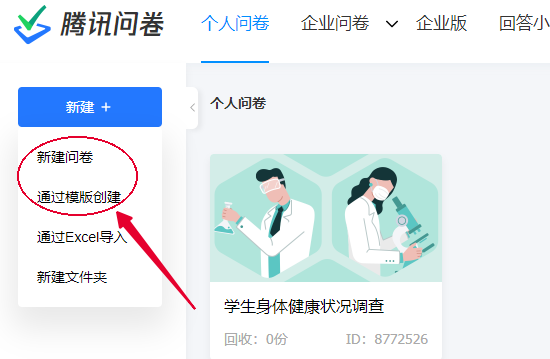 腾讯问卷
个人问卷 企业问卷 企业版 回答小
新建 +
个人问卷
新建问卷
通过模版创建
通过Excel导入
新建文件夹
学生身体健康状况调查
回收：0份 ID：8772526